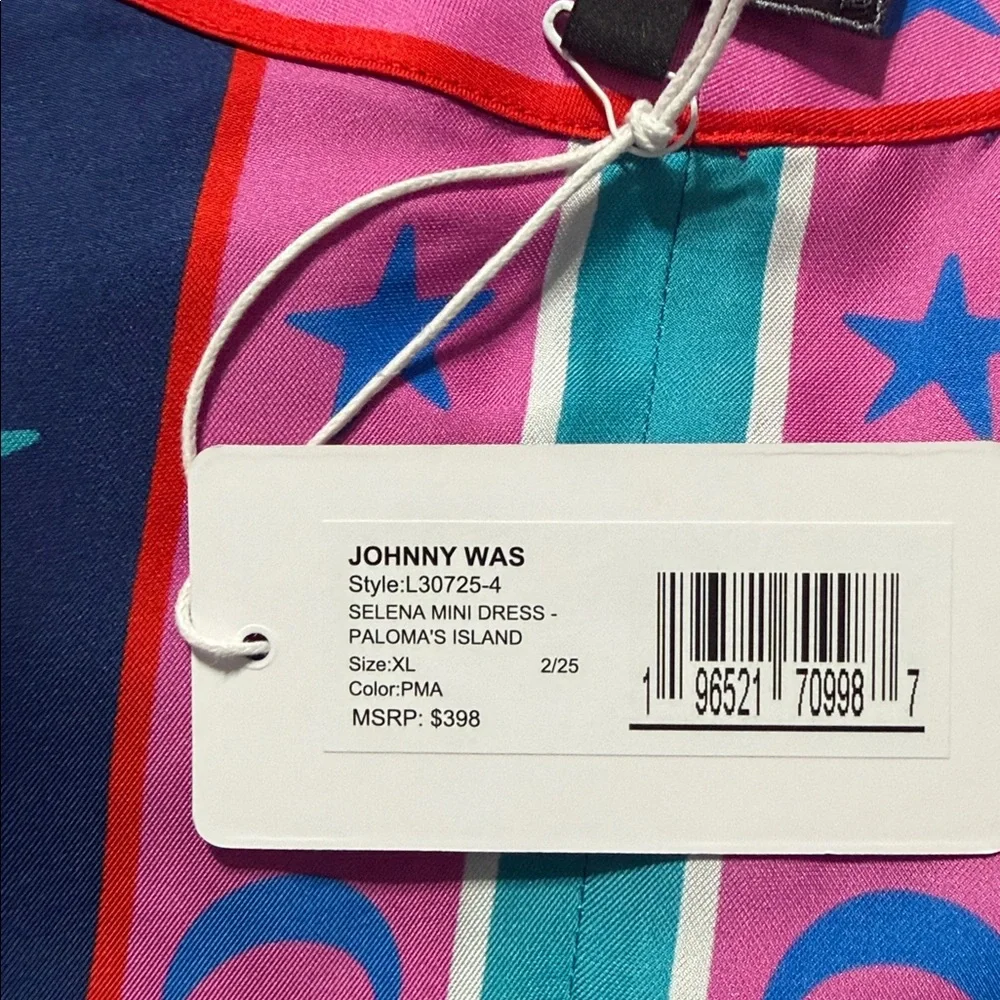 JOHNNY WAS
Style:L30725-4
SELENA MINI DRESS -
PALOMA'S ISLAND
Size:XL 2/25
Color:PMA
MSRP: $398
1 96521 70998 7